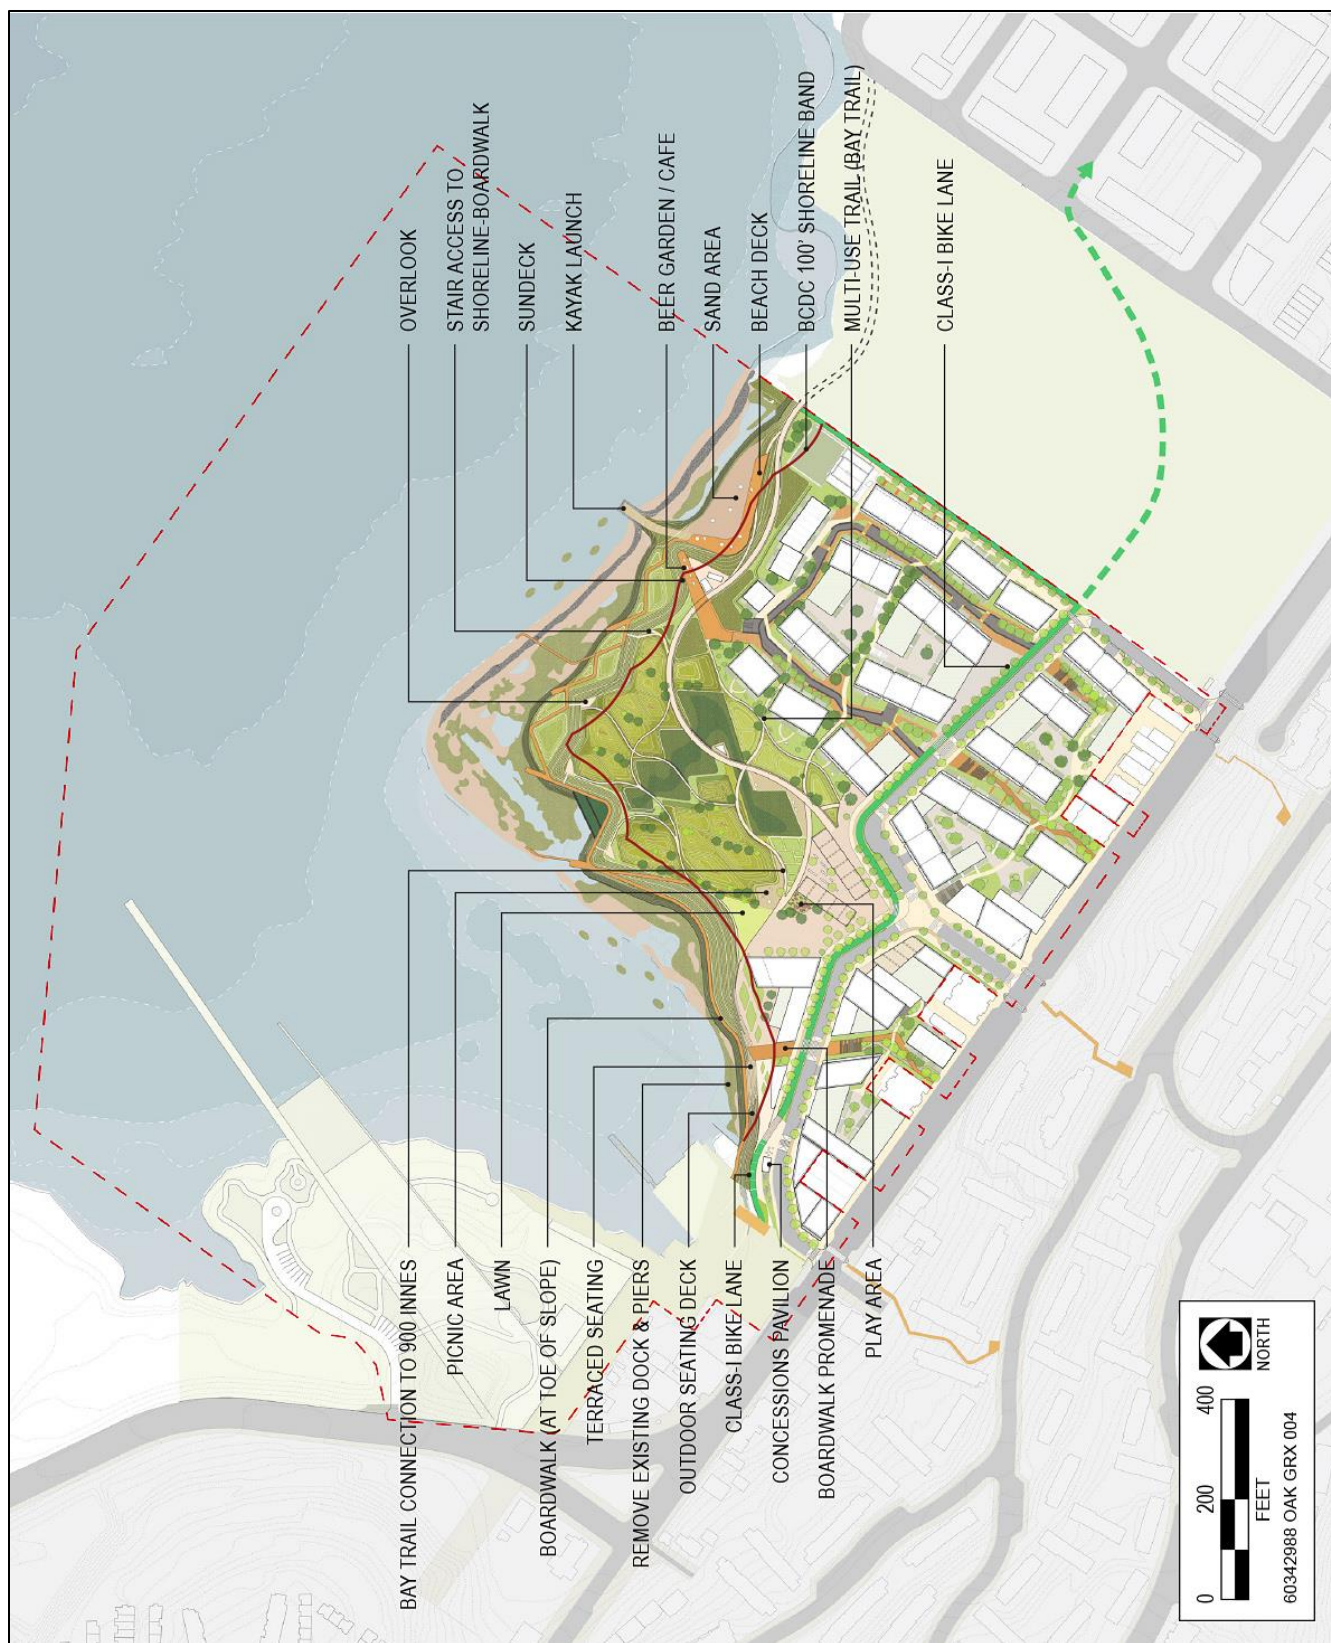 OVERLOOK
STAIR ACCESS TO
SHORELINE-BOARDWALK
SUNDECK
KAYAK LAUNCH
BEER GARDEN / CAFE
SAND AREA
BEACH DECK
BCDC 100' SHORELINE BAND
MULTI-USE TRAIL (BAY TRAIL)
CLASS-I BIKE LANE
BAY TRAIL CONNECTION TO 900 INNES
PICNIC AREA
LAWN
BOARDWALK (AT TOE OF SLOPE)
TERRACED SEATING
REMOVE EXISTING DOCK & PIERS
OUTDOOR SEATING DECK
CLASS-I BIKE LANE
CONCESSIONS PAVILION
BOARDWALK PROMENADE
PLAY AREA
NORTH
0 200 400
FEET
60342988 OAK GRX 004